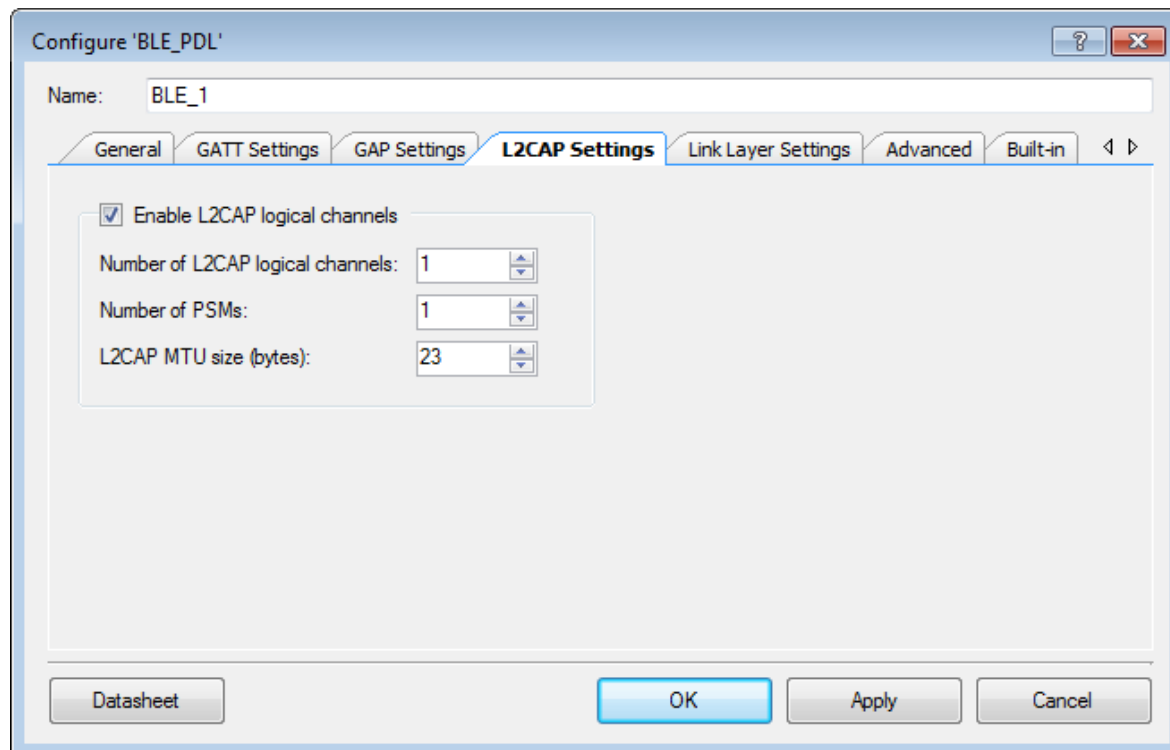 Configure 'BLE_PDL'
Name: BLE_1
General GATT Settings GAP Settings L2CAP Settings Link Layer Settings Advanced Built-in
Enable L2CAP logical channels
Number of L2CAP logical channels: 1
Number of PSMs: 1
L2CAP MTU size (bytes): 23
Datasheet OK Apply Cancel